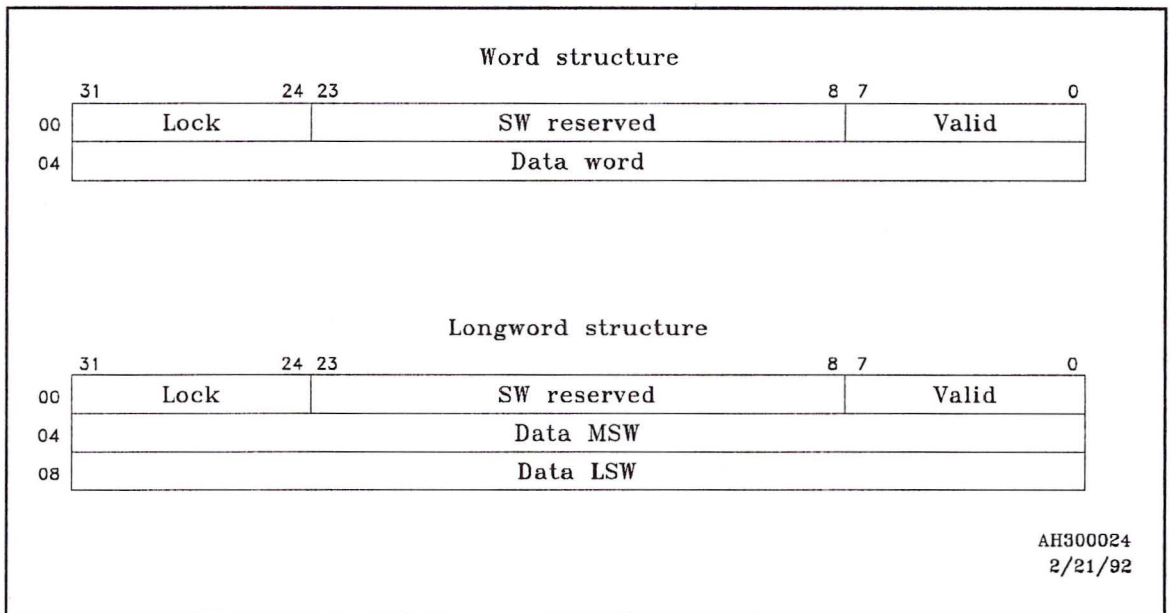 Word structure
31 24 23 8 7 0
00 Lock SW reserved Valid
04 Data word
Longword structure
31 24 23 8 7 0
00 Lock SW reserved Valid
04 Data MSW
08 Data LSW
AH300024
2/21/92